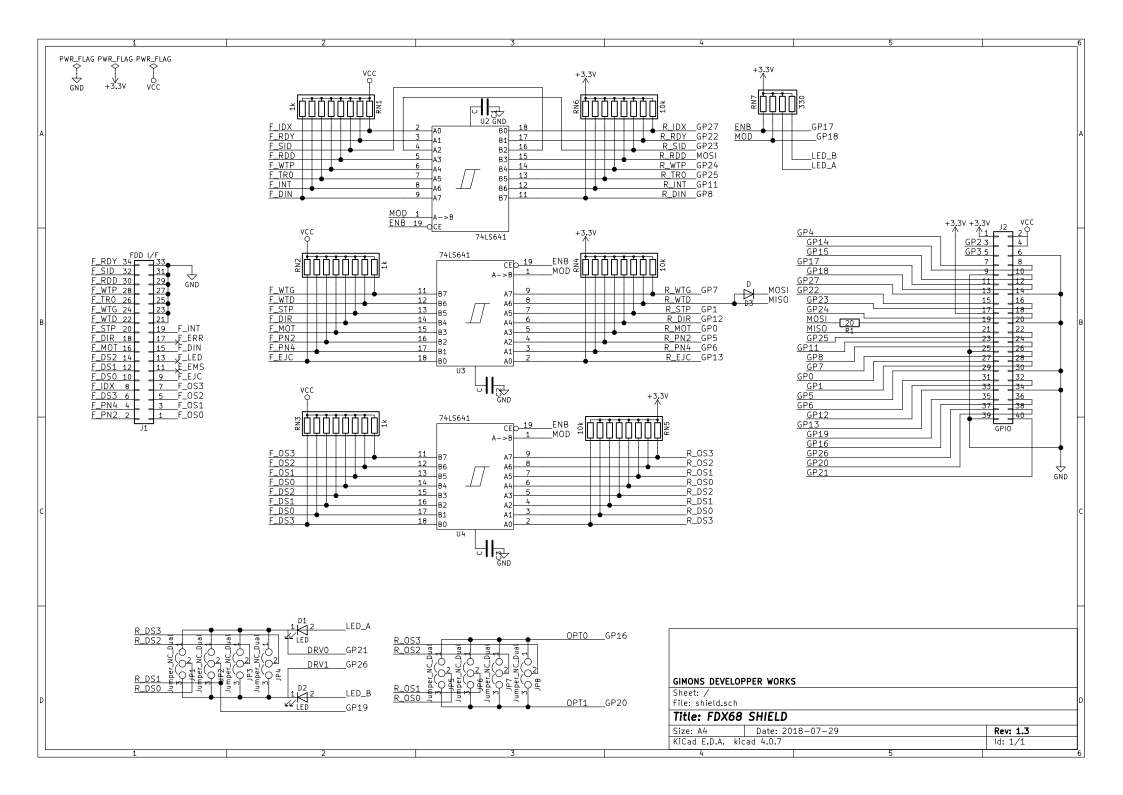 PWR_FLAG PWR_FLAG PWR_FLAG
GND +3.3V VCC
VCC
1k RN1
C
GND
U2
+3.3V
RN6 10k
+3.3V
RN7 330
F_IDX 2 A0 B0 18 R_IDX GP27
F_RDY 3 A1 B1 17 R_RDY GP22
F_SID 4 A2 B2 16 R_SID GP23
F_RDD 5 A3 B3 15 R_RDD MOSI
F_WTP 6 A4 B4 14 R_WTP GP24
F_TR0 7 A5 B5 13 R_TR0 GP25
F_INT 8 A6 B6 12 R_INT GP11
F_DIN 9 A7 B7 11 R_DIN GP8
MOD 1 A->B
ENB 19 CE
74LS641
ENB GP17
MOD GP18
LED_B
LED_A
FDD I/F
F_RDY 34 33
F_SID 32 31
F_RDD 30 29
F_WTP 28 27
F_TR0 26 25
F_WTG 24 23
F_WTD 22 21
F_STP 20 19 F_INT
F_DIR 18 17 F_ERR
F_MOT 16 15 F_DIN
F_DS2 14 13 F_LED
F_DS1 12 11 F_EMS
F_DS0 10 9 F_EJC
F_IDX 8 7 F_OS3
F_DS3 6 5 F_OS2
F_PN4 4 3 F_OS1
F_PN2 2 1 F_OS0
J1
GND
VCC
RN2 1k
74LS641
+3.3V
RN4 10k
CE 19 ENB
A->B 1 MOD
F_WTG 11 B7 A7 9 R_WTG GP7
F_WTD 12 B6 A6 8 R_WTD
F_STP 13 B5 A5 7 R_STP GP1
F_DIR 14 B4 A4 6 R_DIR GP12
F_MOT 15 B3 A3 5 R_MOT GP0
F_PN2 16 B2 A2 4 R_PN2 GP5
F_PN4 17 B1 A1 3 R_PN4 GP6
F_EJC 18 B0 A0 2 R_EJC GP13
U3
C
GND
D
D3
MOSI
MISO
VCC
RN3 1k
74LS641
+3.3V
10k RN5
CE 19 ENB
A->B 1 MOD
F_OS3 11 B7 A7 9 R_OS3
F_OS2 12 B6 A6 8 R_OS2
F_OS1 13 B5 A5 7 R_OS1
F_OS0 14 B4 A4 6 R_OS0
F_DS2 15 B3 A3 5 R_DS2
F_DS1 16 B2 A2 4 R_DS1
F_DS0 17 B1 A1 3 R_DS0
F_DS3 18 B0 A0 2 R_DS3
U4
C
GND
+3.3V +3.3V J2 VCC
GP4
GP14
GP15
GP17
GP18
GP27
GP22
GP23
GP24
MOSI
20
R1
MISO
GP25
GP11
GP8
GP7
GP0
GP1
GP5
GP6
GP12
GP13
GP19
GP16
GP26
GP20
GP21
1 2
GP2 3 4
GP3 5 6
7 8
9 10
11 12
13 14
15 16
17 18
19 20
21 22
23 24
25 26
27 28
29 30
31 32
33 34
35 36
37 38
39 40
GPIO
GND
R_DS3
R_DS2
R_DS1
R_DS0
Jumper_NC_Dual JP1
Jumper_NC_Dual JP2
Jumper_NC_Dual JP3
Jumper_NC_Dual JP4
D1
1 2 LED_A
LED
DRV0 GP21
DRV1 GP26
D2
1 2 LED_B
LED
GP19
R_OS3
R_OS2
R_OS1
R_OS0
Jumper_NC_Dual JP5
Jumper_NC_Dual JP6
Jumper_NC_Dual JP7
Jumper_NC_Dual JP8
OPT0 GP16
OPT1 GP20
GIMONS DEVELOPPER WORKS
Sheet: /
File: shield.sch
Title: FDX68 SHIELD
Size: A4 Date: 2018-07-29 Rev: 1.3
KiCad E.D.A. kicad 4.0.7 Id: 1/1
1 2 3 4 5 6
A B C D